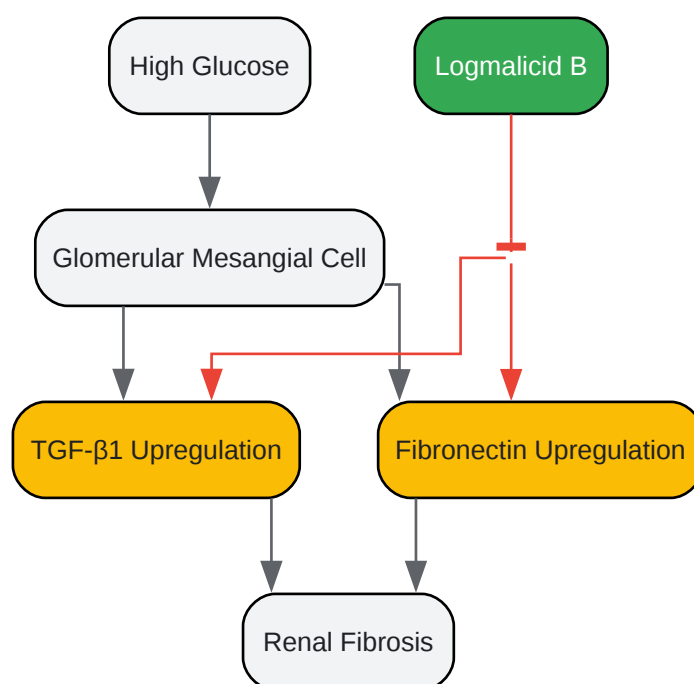 High Glucose
Logmalicid B
Glomerular Mesangial Cell
TGF-β1 Upregulation
Fibronectin Upregulation
Renal Fibrosis